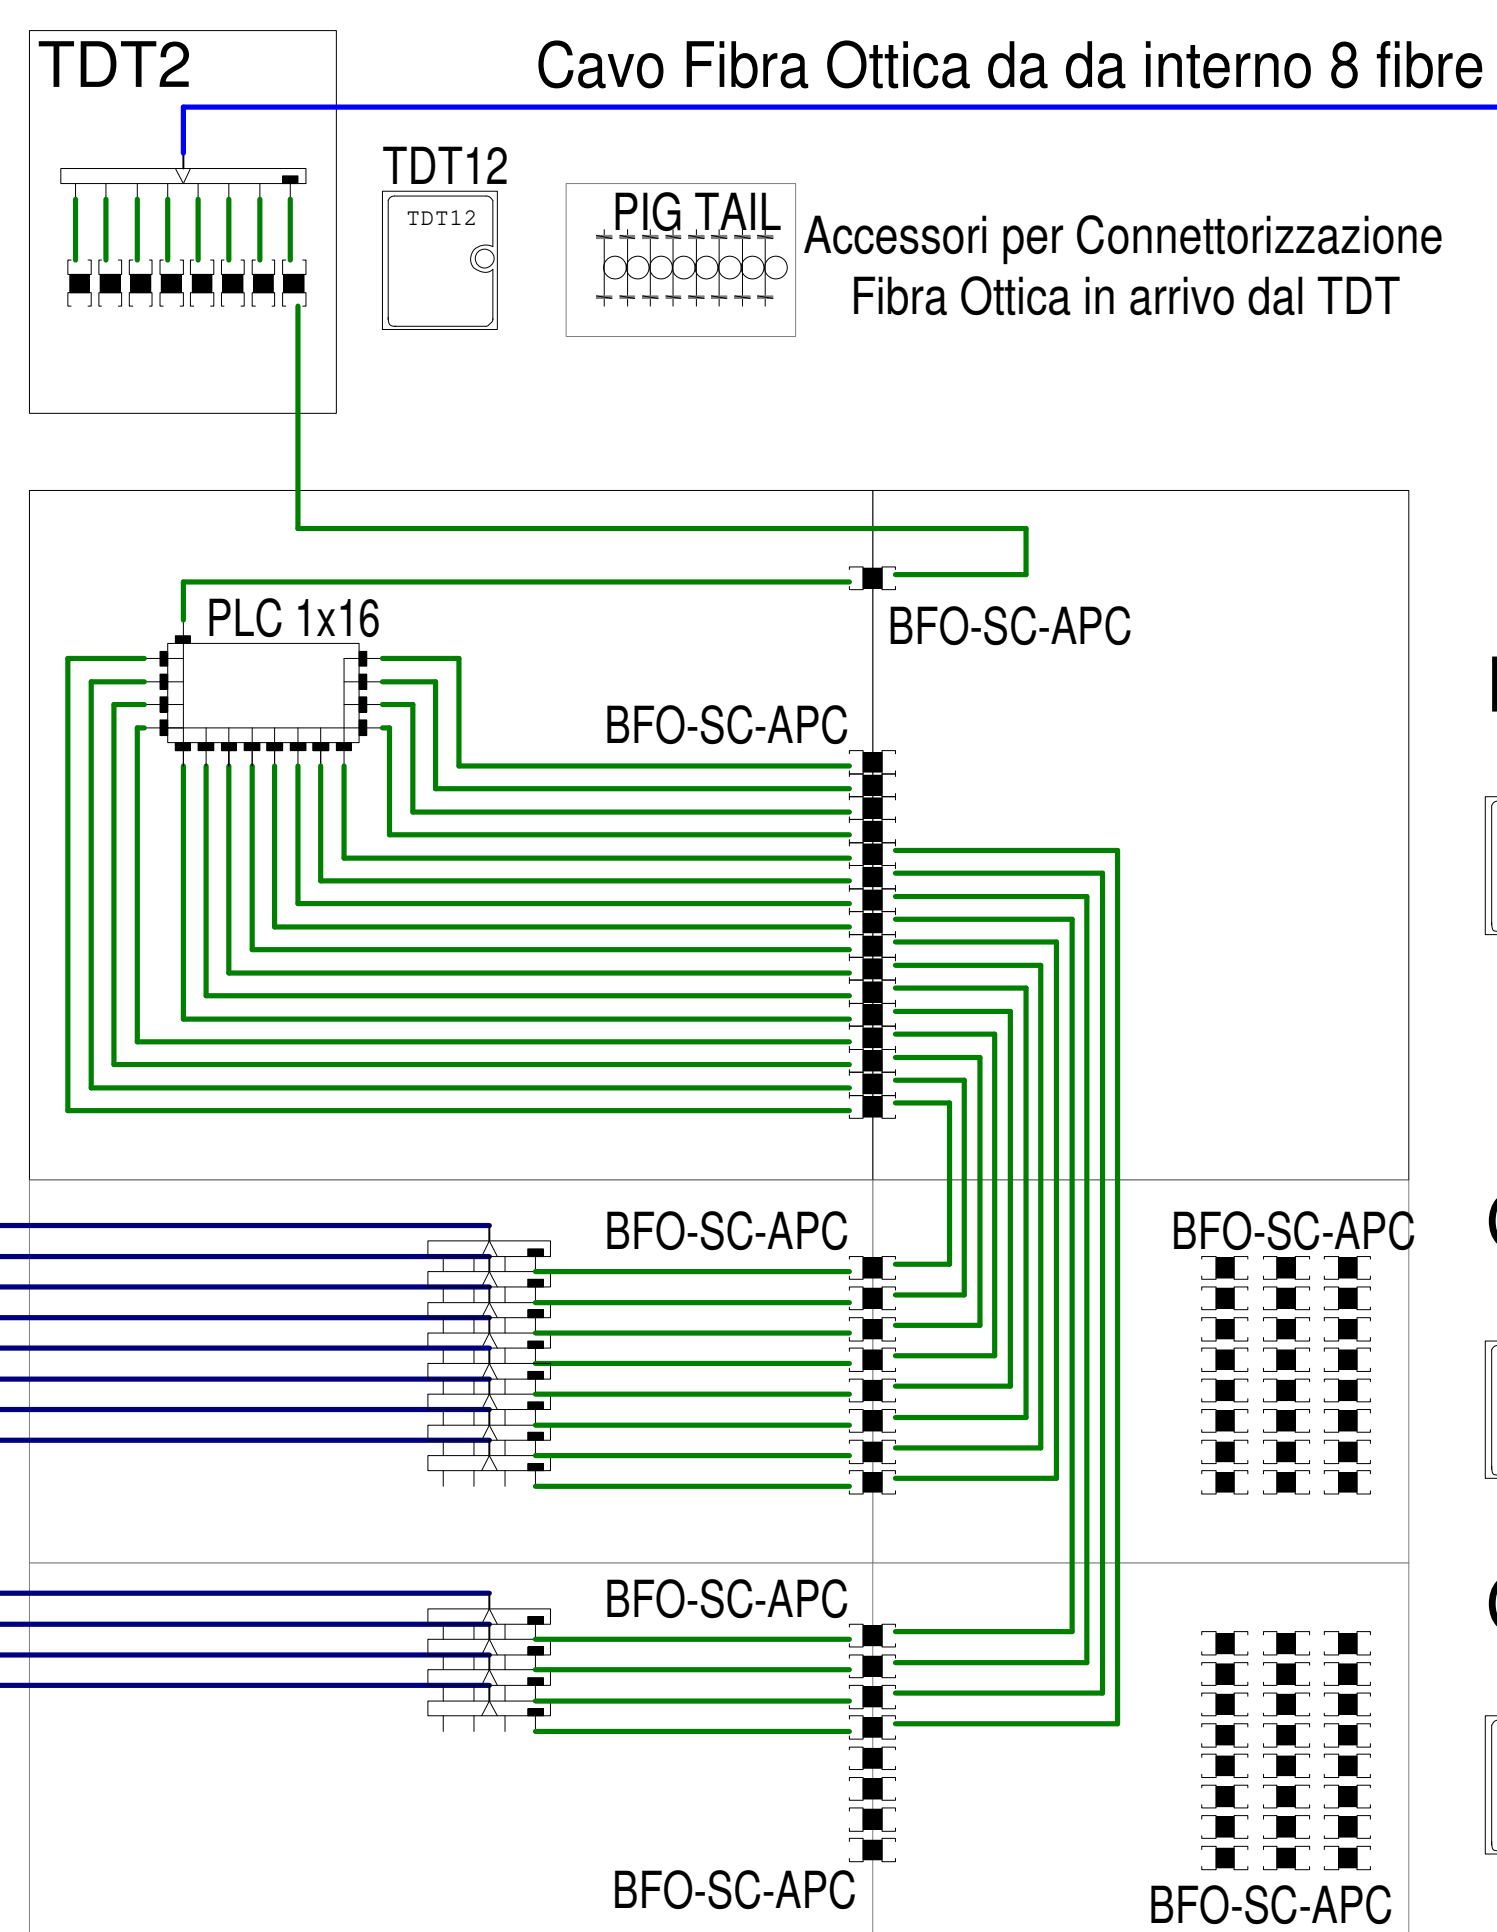 TDT2
Cavo Fibra Ottica da da interno 8 fibre
TDT12
TDT12
PIG TAIL
Accessori per Connettorizzazione
Fibra Ottica in arrivo dal TDT
PLC 1x16
BFO-SC-APC
BFO-SC-APC
BFO-SC-APC
BFO-SC-APC
BFO-SC-APC
BFO-SC-APC
BFO-SC-APC